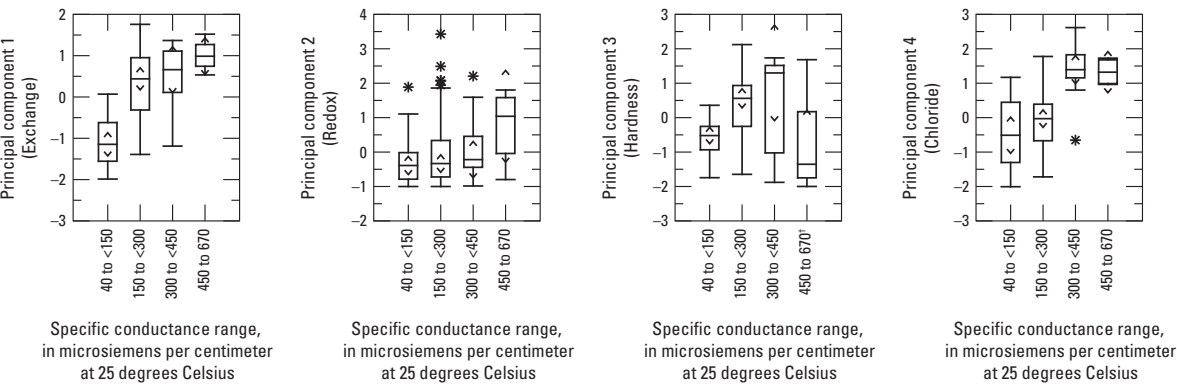 Principal component 1
(Exchange)
2
1
0
–1
–2
–3
40 to <150
150 to <300
300 to <450
450 to 670
Specific conductance range,
in microsiemens per centimeter
at 25 degrees Celsius
Principal component 2
(Redox)
4
3
2
1
0
–1
–2
40 to <150
150 to <300
300 to <450
450 to 670
Specific conductance range,
in microsiemens per centimeter
at 25 degrees Celsius
Principal component 3
(Hardness)
3
2
1
0
–1
–2
–3
40 to <150
150 to <300
300 to <450
450 to 670†
Specific conductance range,
in microsiemens per centimeter
at 25 degrees Celsius
Principal component 4
(Chloride)
3
2
1
0
–1
–2
–3
40 to <150
150 to <300
300 to <450
450 to 670
Specific conductance range,
in microsiemens per centimeter
at 25 degrees Celsius